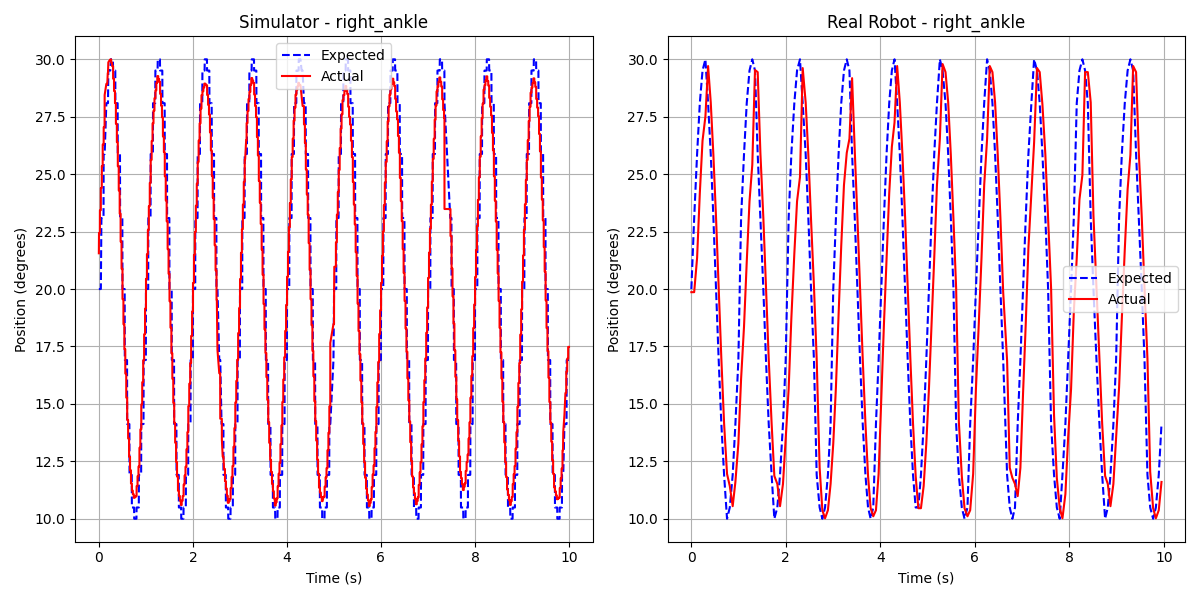 Simulator - right_ankle
Expected
Actual
30.0
27.5
25.0
22.5
20.0
17.5
15.0
12.5
10.0
Position (degrees)
0 2 4 6 8 10
Time (s)
Real Robot - right_ankle
Expected
Actual
30.0
27.5
25.0
22.5
20.0
17.5
15.0
12.5
10.0
Position (degrees)
0 2 4 6 8 10
Time (s)